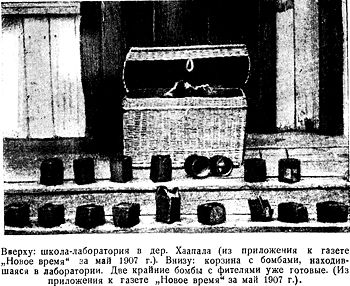 Вверху: школа-лаборатория в дер. Хаапала (из приложения к газете
„Новое время“ за май 1907 г.). Внизу: корзина с бомбами, находив-
шаяся в лаборатории. Две крайние бомбы с фителями уже готовые. (Из
приложения к газете „Новое время“ за май 1907 г.).